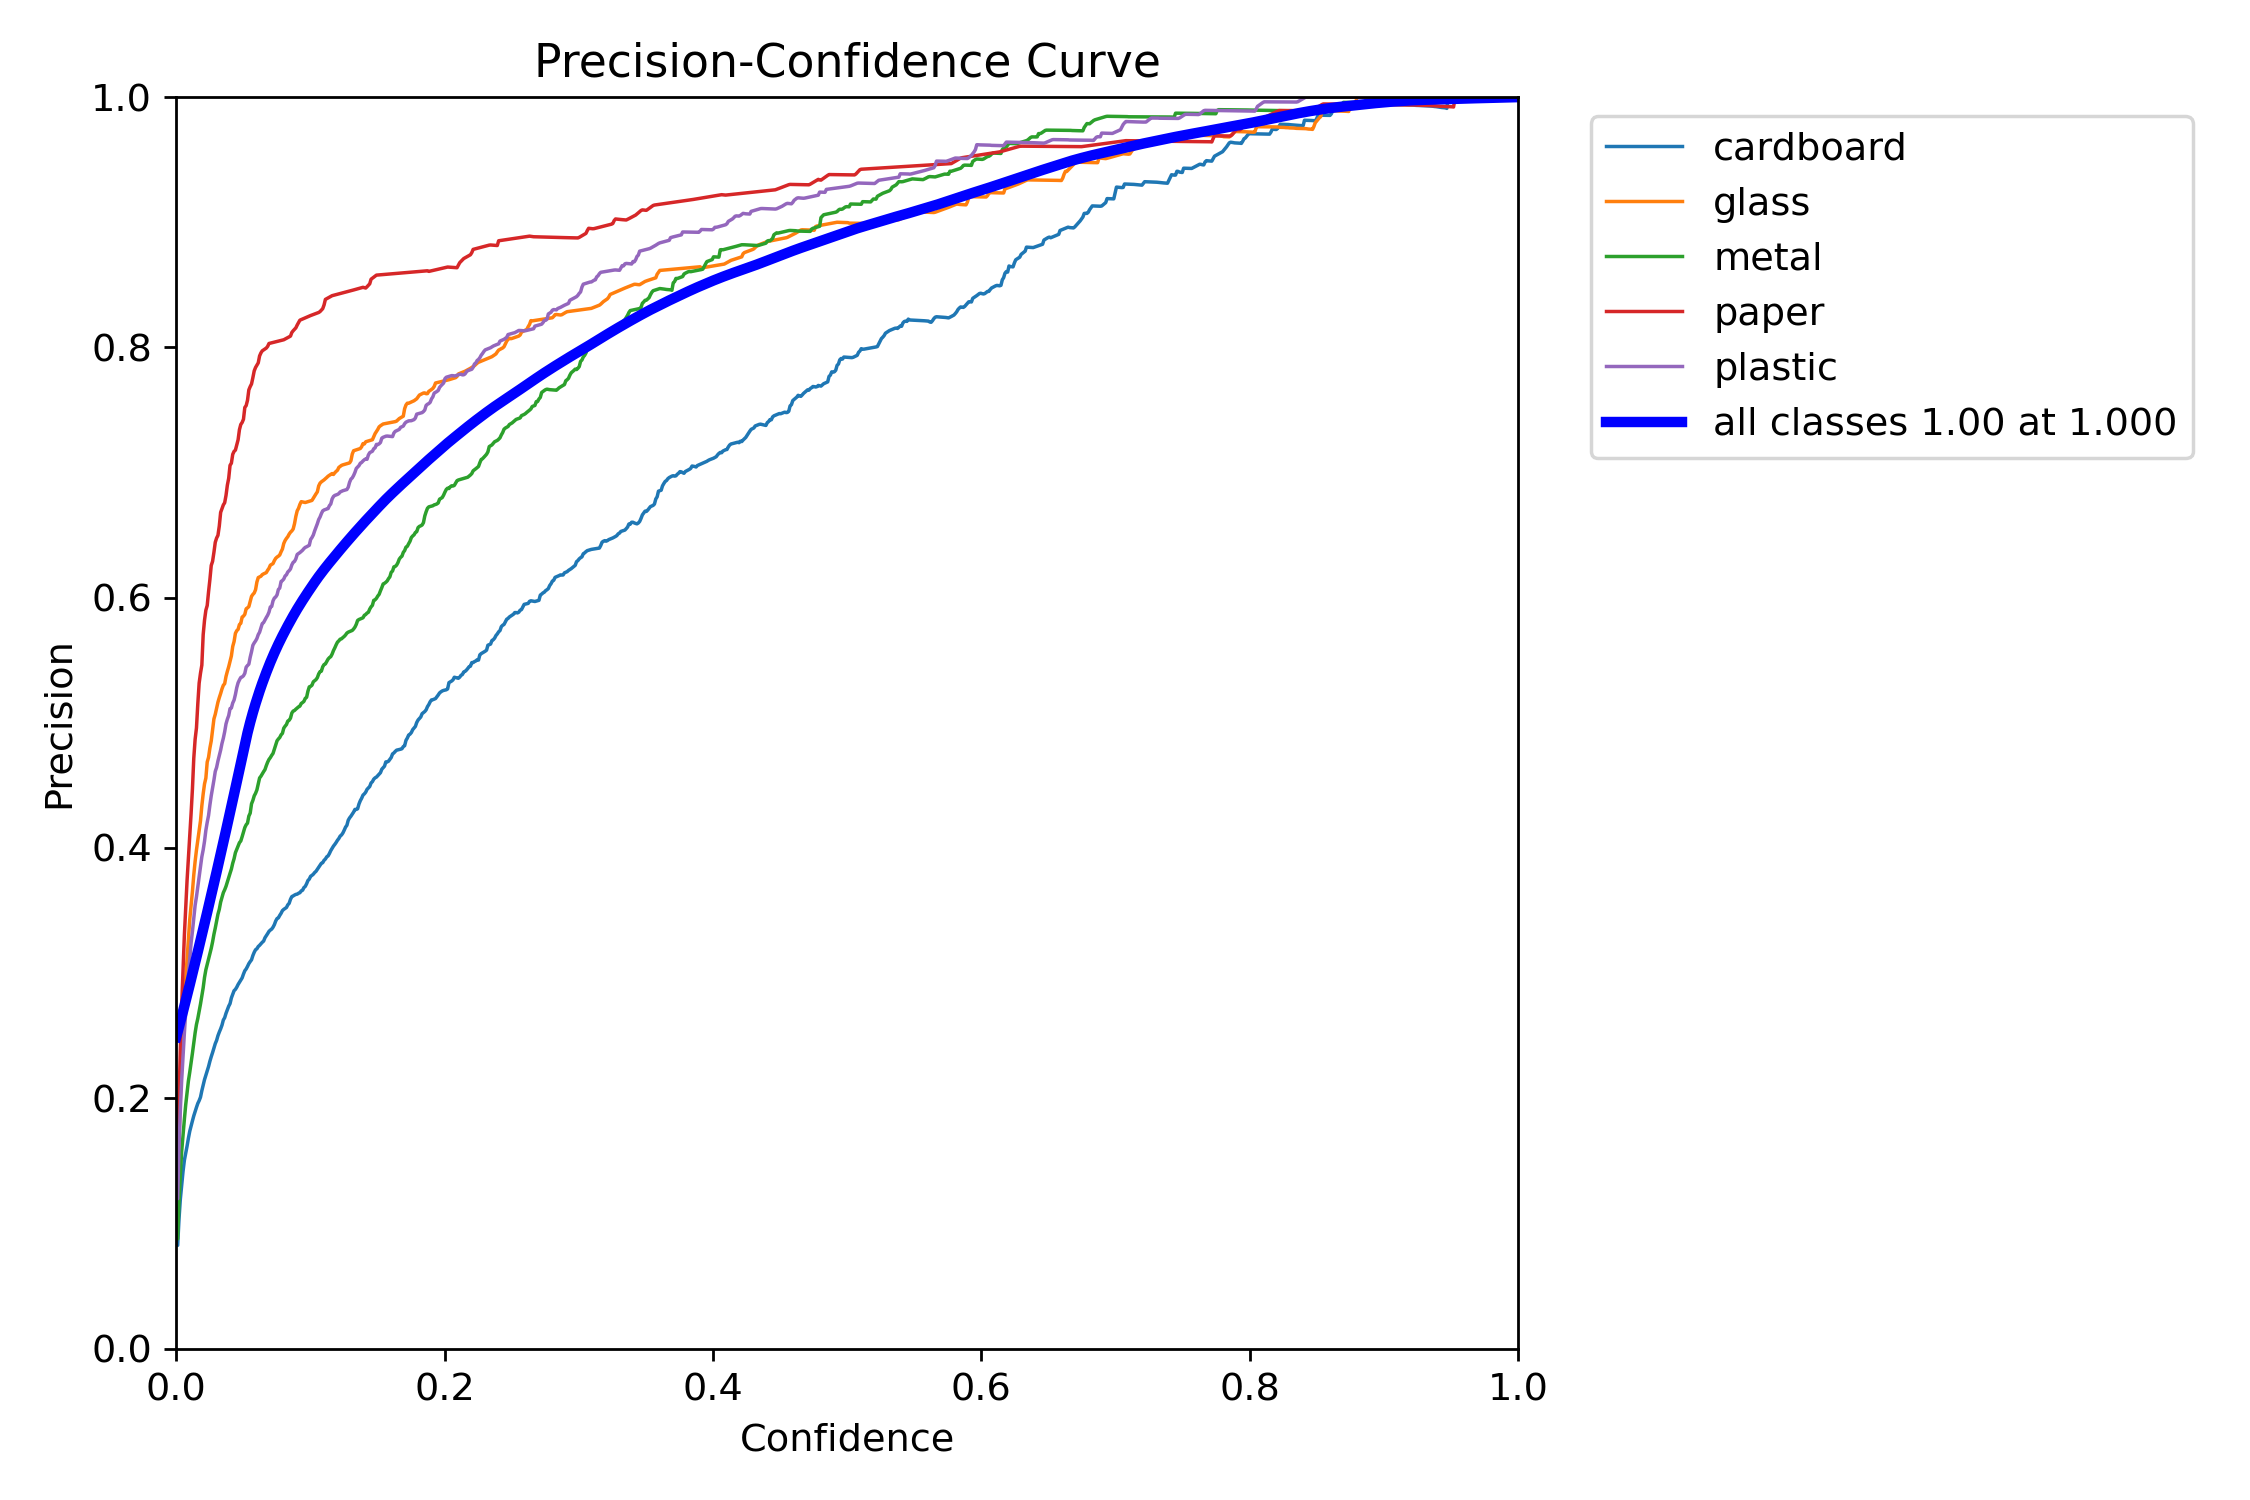 Precision-Confidence Curve
1.0
0.8
0.6
0.4
0.2
0.0
Precision
0.0 0.2 0.4 0.6 0.8 1.0
Confidence
cardboard
glass
metal
paper
plastic
all classes 1.00 at 1.000